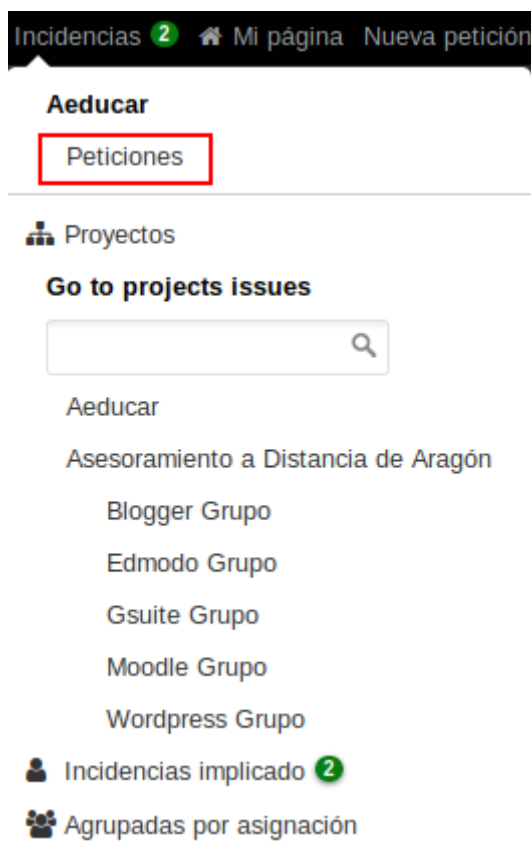 Incidencias 2 Mi página Nueva petición
Aeducar
Peticiones
Proyectos
Go to projects issues
Aeducar
Asesoramiento a Distancia de Aragón
Blogger Grupo
Edmodo Grupo
Gsuite Grupo
Moodle Grupo
Wordpress Grupo
Incidencias implicado 2
Agrupadas por asignación